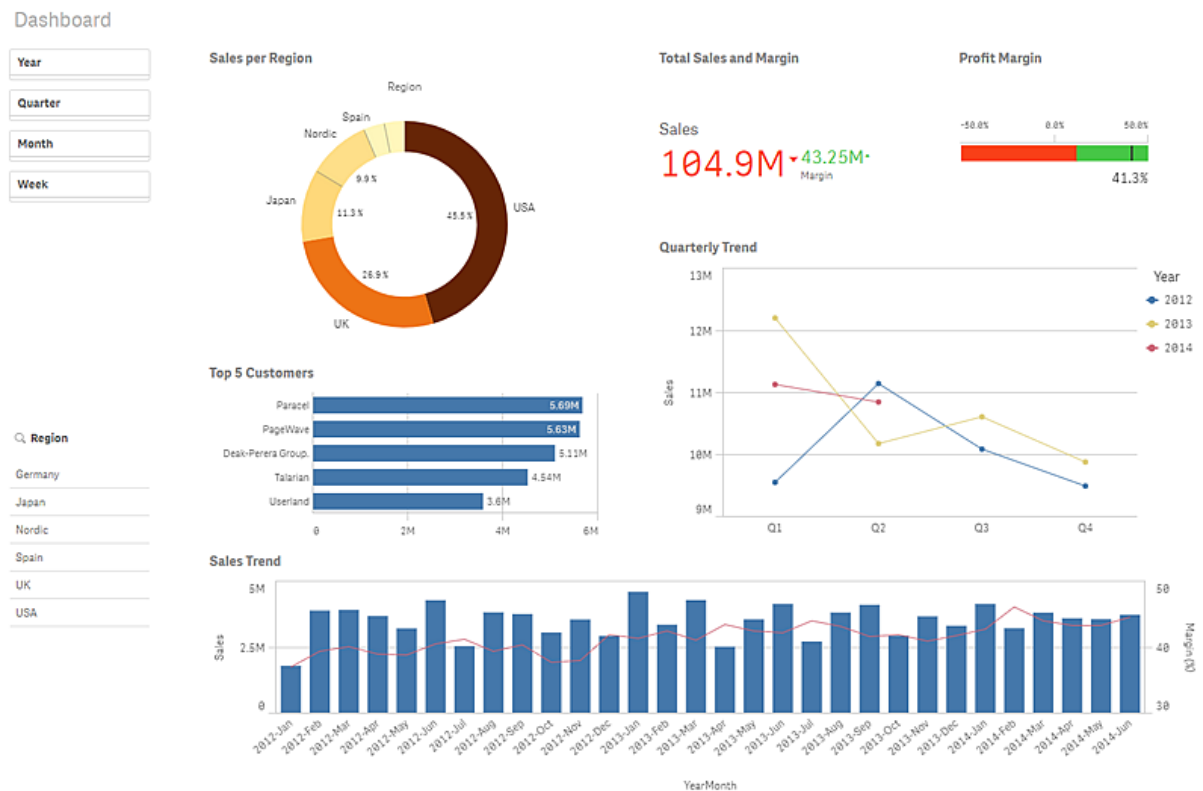 Dashboard
Year
Quarter
Month
Week
Region
Germany
Japan
Nordic
Spain
UK
USA
Sales per Region
Region
Spain
Nordic
Japan
UK
USA
9.9%
11.3%
26.9%
45.5%
Total Sales and Margin
Sales
104.9M 43.25M
Margin
Profit Margin
-50.0% 0.0% 50.0%
41.3%
Top 5 Customers
Paracel 5.69M
PageWave 5.63M
Deak-Perera Group. 5.11M
Talarian 4.54M
Userland 3.6M
0 2M 4M 6M
Quarterly Trend
Sales
13M
12M
11M
10M
9M
Q1 Q2 Q3 Q4
Year
2012
2013
2014
Sales Trend
Sales
5M
2.5M
0
50
40
30
Margin (%)
2012-Jan 2012-Feb 2012-Mar 2012-Apr 2012-May 2012-Jun 2012-Jul 2012-Aug 2012-Sep 2012-Oct 2012-Nov 2012-Dec 2013-Jan 2013-Feb 2013-Mar 2013-Apr 2013-May 2013-Jun 2013-Jul 2013-Aug 2013-Sep 2013-Oct 2013-Nov 2013-Dec 2014-Jan 2014-Feb 2014-Mar 2014-Apr 2014-May 2014-Jun
YearMonth